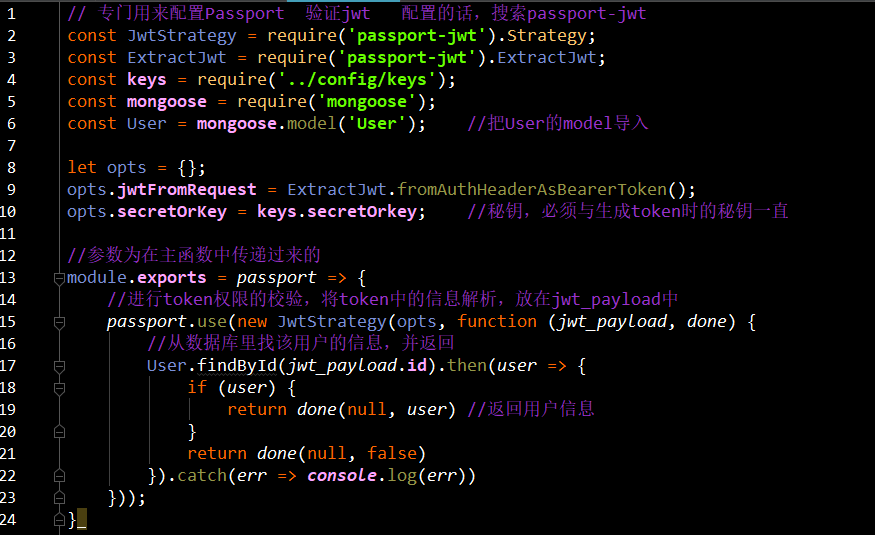 1 // 专门用来配置Passport 验证jwt 配置的话，搜索passport-jwt
2 const JwtStrategy = require('passport-jwt').Strategy;
3 const ExtractJwt = require('passport-jwt').ExtractJwt;
4 const keys = require('../config/keys');
5 const mongoose = require('mongoose');
6 const User = mongoose.model('User'); //把User的model导入
7
8 let opts = {};
9 opts.jwtFromRequest = ExtractJwt.fromAuthHeaderAsBearerToken();
10 opts.secretOrKey = keys.secretOrkey; //秘钥，必须与生成token时的秘钥一直
11
12 //参数为在主函数中传递过来的
13 module.exports = passport => {
14 //进行token权限的校验，将token中的信息解析，放在jwt_payload中
15 passport.use(new JwtStrategy(opts, function (jwt_payload, done) {
16 //从数据库里找该用户的信息，并返回
17 User.findById(jwt_payload.id).then(user => {
18 if (user) {
19 return done(null, user) //返回用户信息
20 }
21 return done(null, false)
22 }).catch(err => console.log(err))
23 }));
24 }